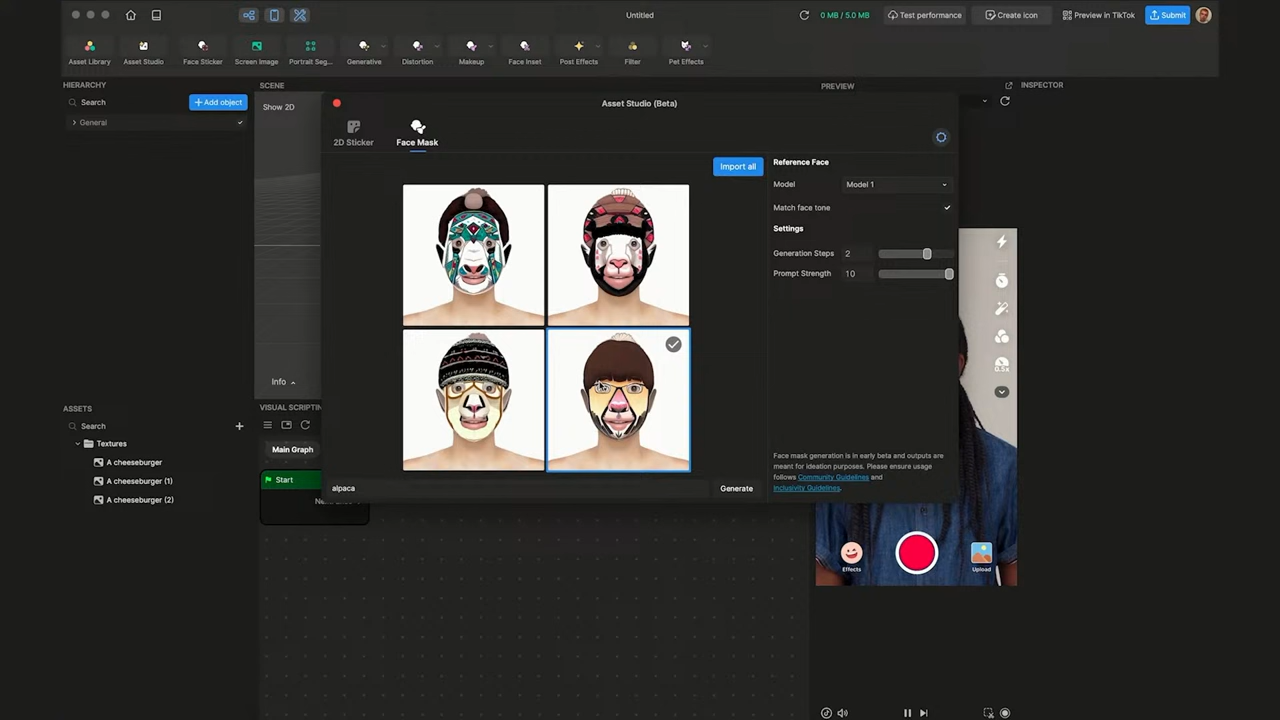 Untitled
0 MB / 5.0 MB
Test performance
Create icon
Preview in TikTok
Submit
Asset Library
Asset Studio
Face Sticker
Screen Image
Portrait Seg...
Generative
Distortion
Makeup
Face Inset
Post Effects
Filter
Pet Effects
HIERARCHY
SCENE
PREVIEW
INSPECTOR
Search
+ Add object
Show 2D
General
Asset Studio (Beta)
2D Sticker
Face Mask
Import all
Reference Face
Model
Model 1
Match face tone
Settings
Generation Steps
2
Prompt Strength
10
0.5x
Info
ASSETS
VISUAL SCRIPTIN
Search
Textures
Main Graph
A cheeseburger
A cheeseburger (1)
A cheeseburger (2)
Start
Face mask generation is in early beta and outputs are
meant for ideation purposes. Please ensure usage
follows Community Guidelines and
Inclusivity Guidelines.
alpaca
Generate
Effects
Upload